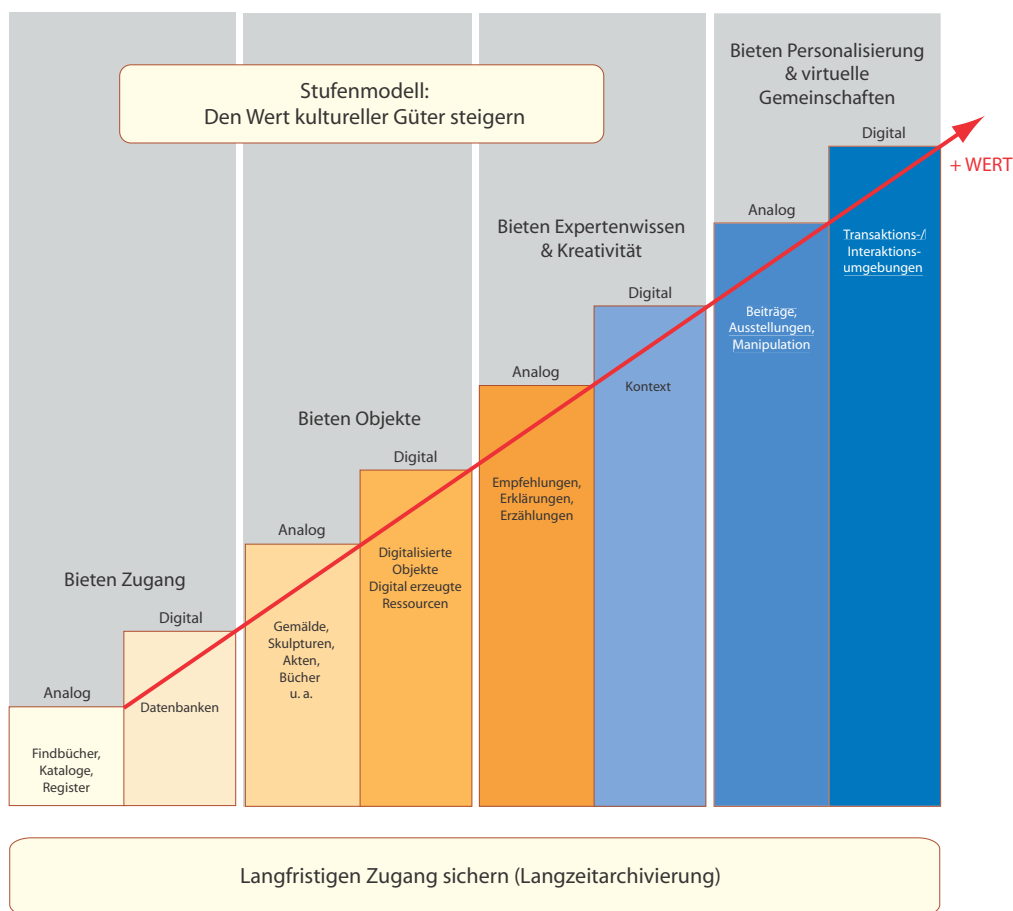 Stufenmodell:
Den Wert kultureller Güter steigern
Bieten Zugang
Analog
Findbücher,
Kataloge,
Register
Digital
Datenbanken
Bieten Objekte
Analog
Gemälde,
Skulpturen,
Akten,
Bücher
u. a.
Digital
Digitalisierte
Objekte
Digital erzeugte
Ressourcen
Bieten Expertenwissen
& Kreativität
Analog
Empfehlungen,
Erklärungen,
Erzählungen
Digital
Kontext
Bieten Personalisierung
& virtuelle
Gemeinschaften
Analog
Beiträge,
Ausstellungen,
Manipulation
Digital
Transaktions-/
Interaktions-
umgebungen
+ WERT
Langfristigen Zugang sichern (Langzeitarchivierung)